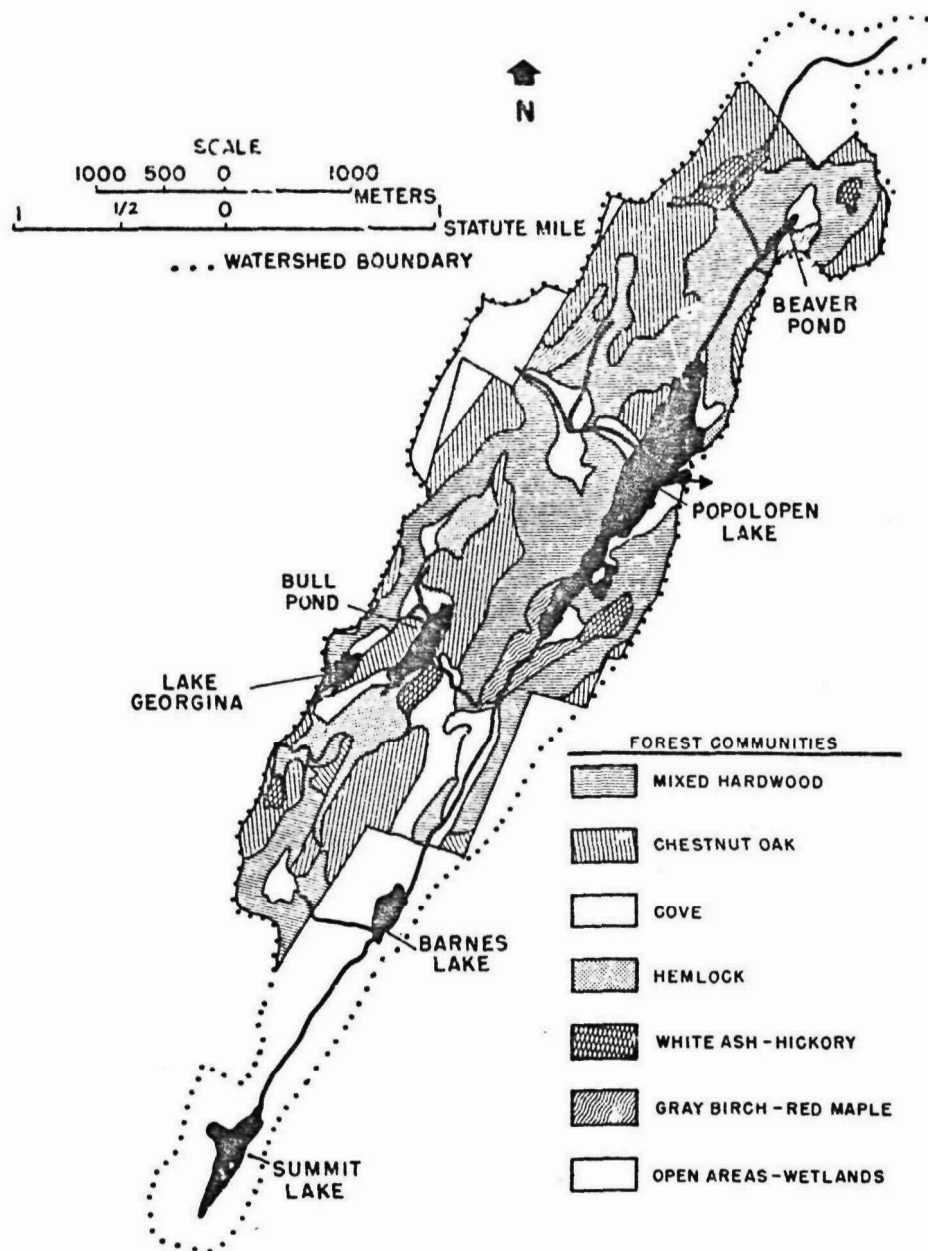 N
SCALE
1000 500 0 1000
METERS
1 1/2 0 1
STATUTE MILE
WATERSHED BOUNDARY
BEAVER
POND
POPOLOPEN
LAKE
BULL
POND
LAKE
GEORGINA
FOREST COMMUNITIES
MIXED HARDWOOD
CHESTNUT OAK
COVE
HEMLOCK
WHITE ASH-HICKORY
GRAY BIRCH-RED MAPLE
OPEN AREAS-WETLANDS
BARNES
LAKE
SUMMIT
LAKE